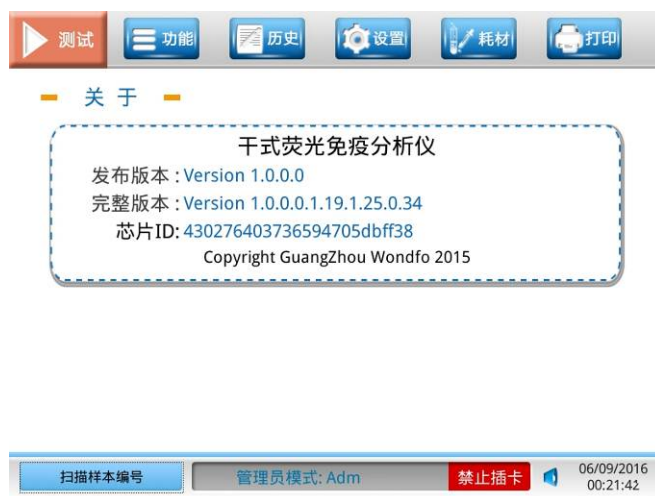 测试 功能 历史 设置 耗材 打印
关于
干式荧光免疫分析仪
发布版本 : Version 1.0.0.0
完整版本 : Version 1.0.0.0.1.19.1.25.0.34
芯片ID: 430276403736594705dbff38
Copyright GuangZhou Wondfo 2015
扫描样本编号 管理员模式: Adm 禁止插卡 06/09/2016
00:21:42